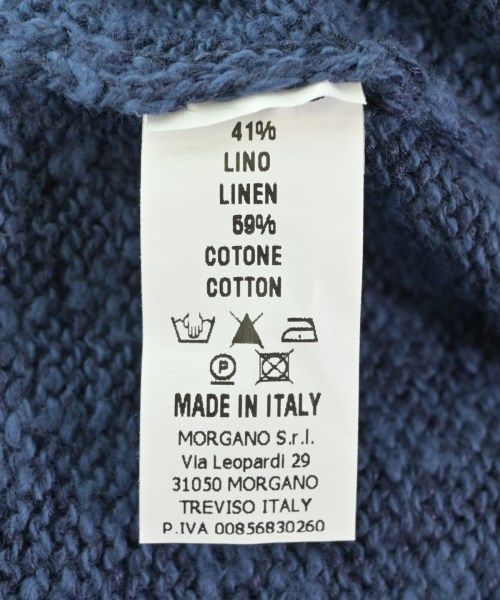 41%
LINO
LINEN
59%
COTONE
COTTON
P
MADE IN ITALY
MORGANO S.r.l.
Via Leopardi 29
31050 MORGANO
TREVISO ITALY
P.IVA 00856830260